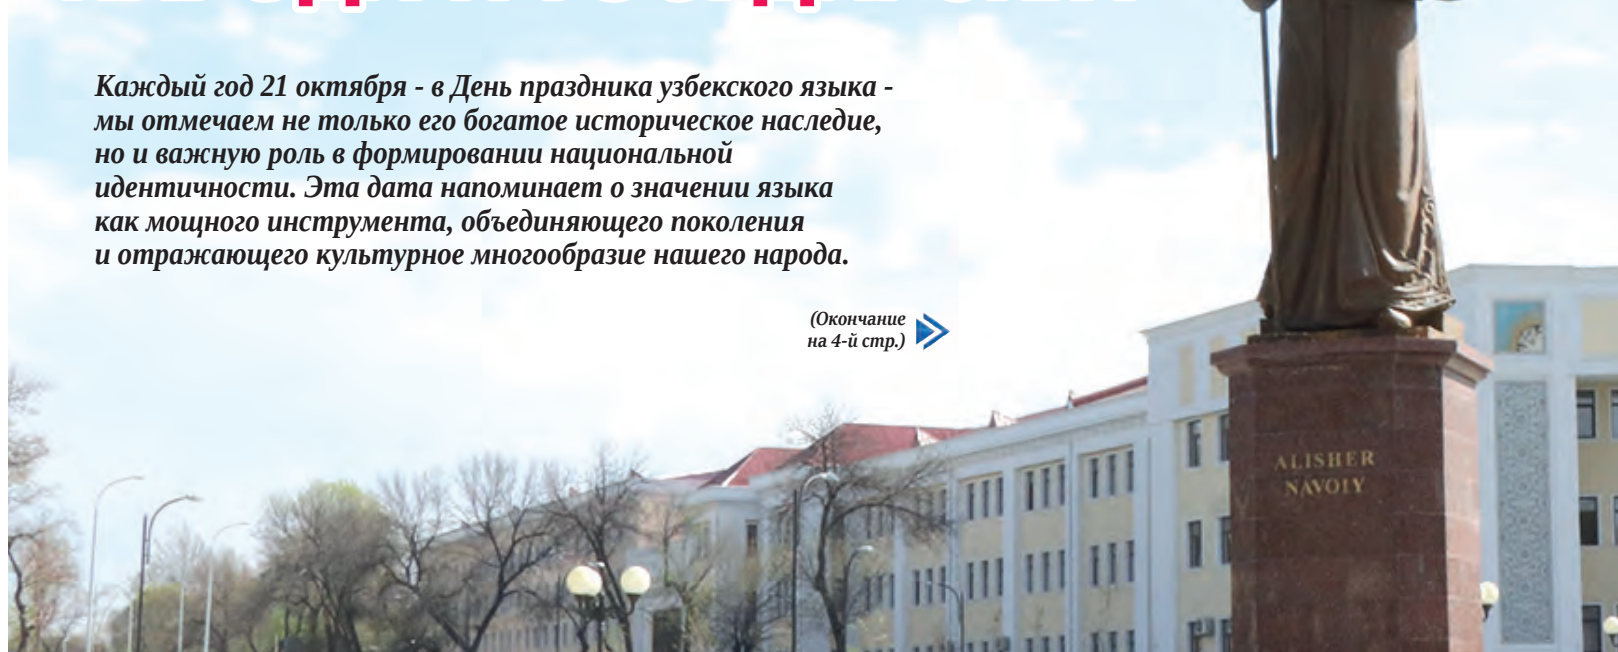 Каждый год 21 октября - в День праздника узбекского языка -
мы отмечаем не только его богатое историческое наследие,
но и важную роль в формировании национальной
идентичности. Эта дата напоминает о значении языка
как мощного инструмента, объединяющего поколения
и отражающего культурное многообразие нашего народа.
(Окончание
на 4-й стр.)
ALISHER
NAVOIY